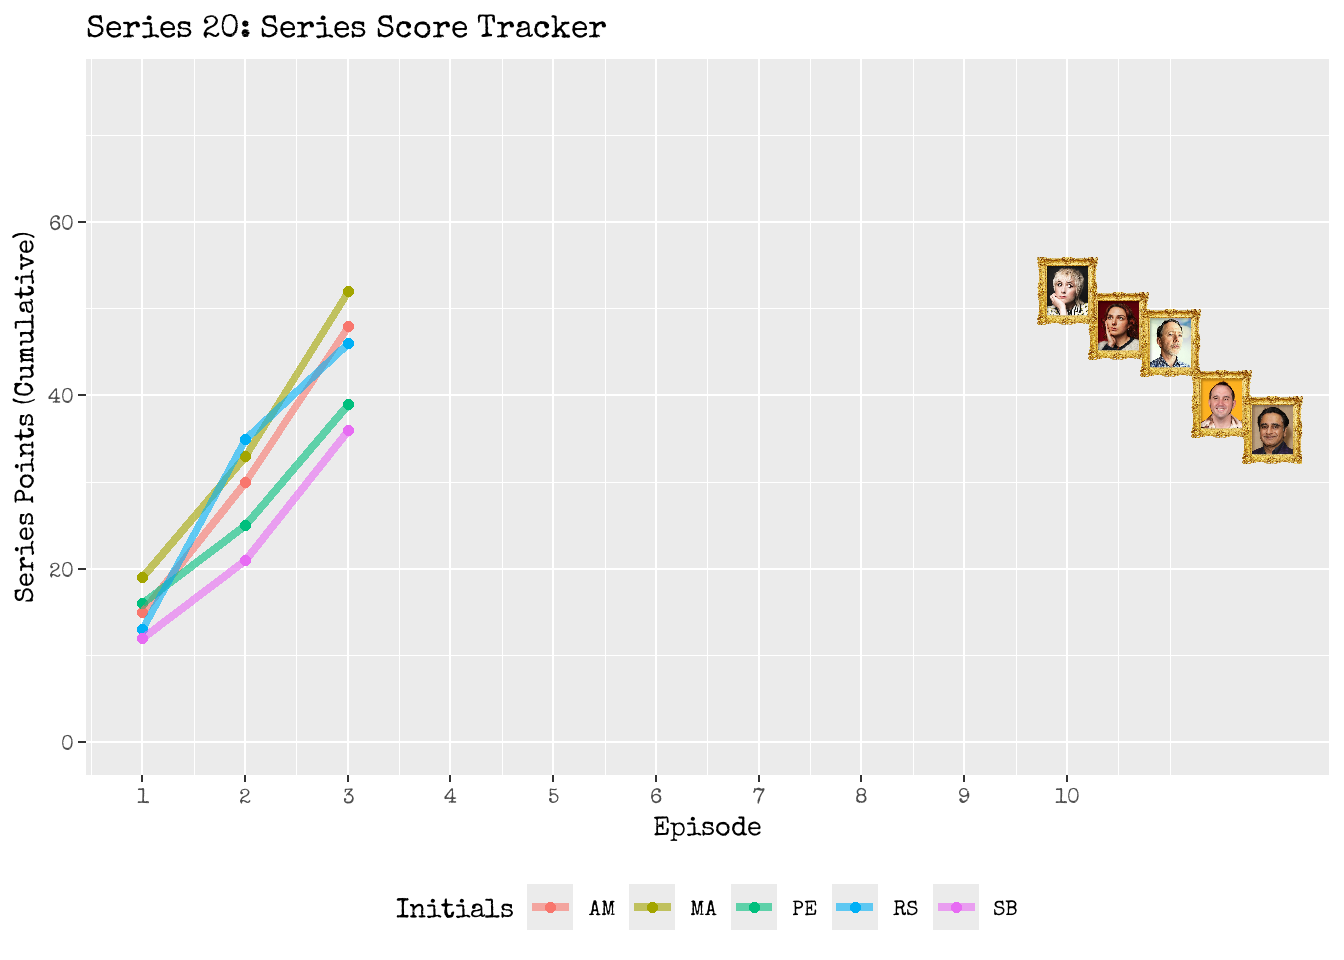 Series 20: Series Score Tracker
Series Points (Cumulative)
60
40
20
0
1 2 3 4 5 6 7 8 9 10
Episode
Initials AM MA PE RS SB